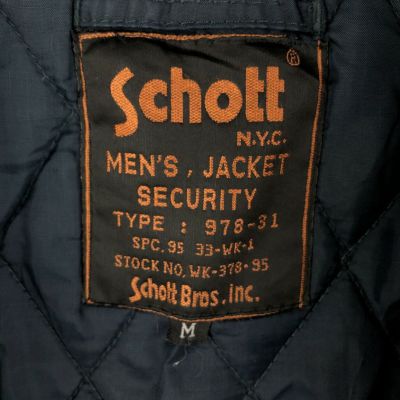 Schott ®
N.Y.C.
MEN'S, JACKET
SECURITY
TYPE : 978-31
SPC. 95 33-WK-1
STOCK NO. WK-378-95
Schott Bros. inc.
M